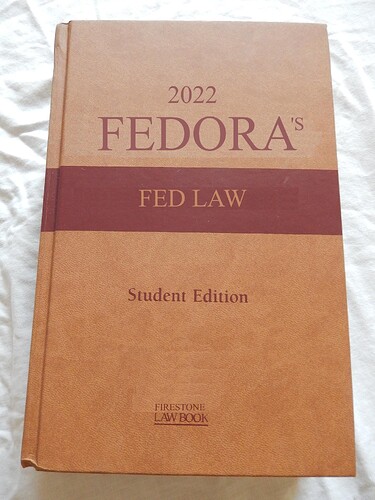 2022
FEDORA's
FED LAW
Student Edition
FIRESTONE
LAW BOOK